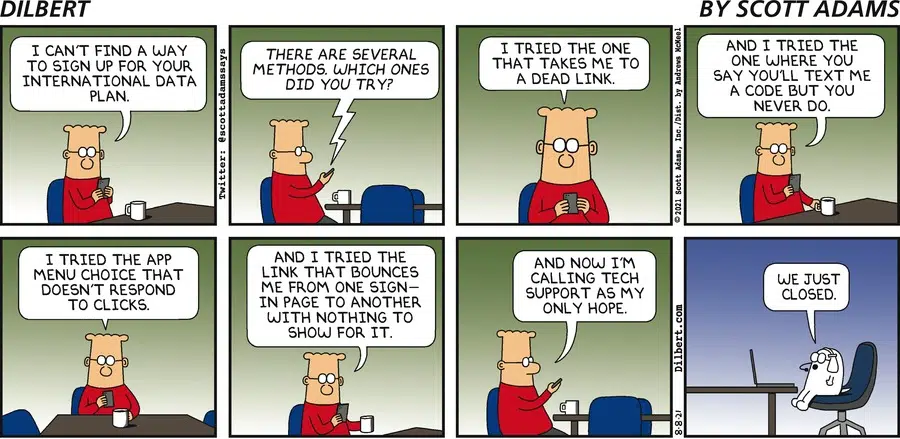 DILBERT
BY SCOTT ADAMS
I CAN'T FIND A WAY
TO SIGN UP FOR YOUR
INTERNATIONAL DATA
PLAN.
Twitter: @scottadamssays
THERE ARE SEVERAL
METHODS. WHICH ONES
DID YOU TRY?
I TRIED THE ONE
THAT TAKES ME TO
A DEAD LINK.
©2021 Scott Adams, Inc./Dist. by Andrews McMeel
AND I TRIED THE
ONE WHERE YOU
SAY YOU'LL TEXT ME
A CODE BUT YOU
NEVER DO.
I TRIED THE APP
MENU CHOICE THAT
DOESN'T RESPOND
TO CLICKS.
AND I TRIED THE
LINK THAT BOUNCES
ME FROM ONE SIGN-
IN PAGE TO ANOTHER
WITH NOTHING TO
SHOW FOR IT.
AND NOW I'M
CALLING TECH
SUPPORT AS MY
ONLY HOPE.
8-8-21 Dilbert.com
WE JUST
CLOSED.